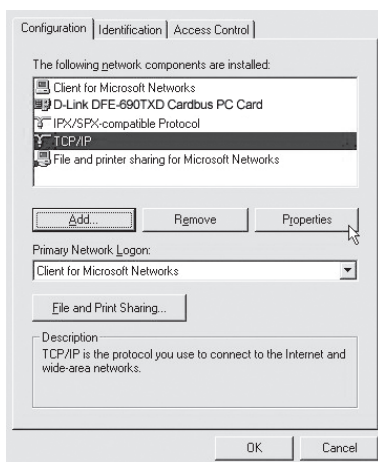 Configuration Identification Access Control
The following network components are installed:
Client for Microsoft Networks
D-Link DFE-690TXD Cardbus PC Card
IPX/SPX-compatible Protocol
TCP/IP
File and printer sharing for Microsoft Networks
Add... Remove Properties
Primary Network Logon:
Client for Microsoft Networks
File and Print Sharing...
Description
TCP/IP is the protocol you use to connect to the Internet and
wide-area networks.
OK Cancel